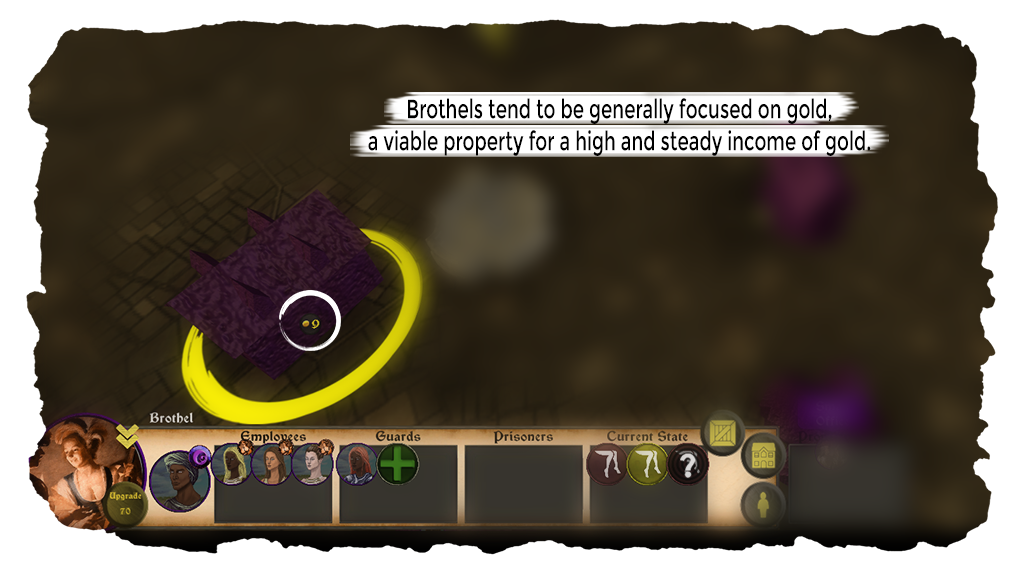 Brothels tend to be generally focused on gold,
a viable property for a high and steady income of gold.
9
Brothel
Employees
Guards
Prisoners
Current State
?
Upgrade
70